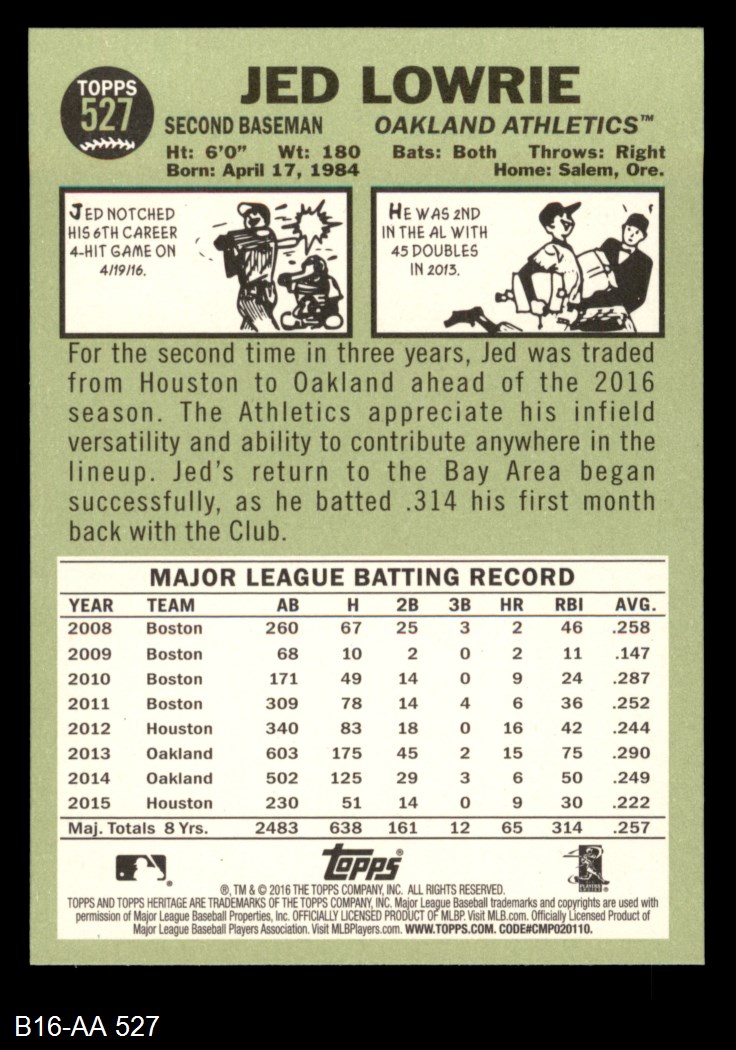 TOPPS
527
JED LOWRIE
SECOND BASEMAN OAKLAND ATHLETICS™
Ht: 6'0" Wt: 180 Bats: Both Throws: Right
Born: April 17, 1984 Home: Salem, Ore.
JED NOTCHED
HIS 6TH CAREER
4-HIT GAME ON
4/19/16.
HE WAS 2ND
IN THE AL WITH
45 DOUBLES
IN 2013.
For the second time in three years, Jed was traded
from Houston to Oakland ahead of the 2016
season. The Athletics appreciate his infield
versatility and ability to contribute anywhere in the
lineup. Jed's return to the Bay Area began
successfully, as he batted .314 his first month
back with the Club.
MAJOR LEAGUE BATTING RECORD
YEAR TEAM AB H 2B 3B HR RBI AVG.
2008 Boston 260 67 25 3 2 46 .258
2009 Boston 68 10 2 0 2 11 .147
2010 Boston 171 49 14 0 9 24 .287
2011 Boston 309 78 14 4 6 36 .252
2012 Houston 340 83 18 0 16 42 .244
2013 Oakland 603 175 45 2 15 75 .290
2014 Oakland 502 125 29 3 6 50 .249
2015 Houston 230 51 14 0 9 30 .222
Maj. Totals 8 Yrs. 2483 638 161 12 65 314 .257
topps®
®, TM & © 2016 THE TOPPS COMPANY, INC. ALL RIGHTS RESERVED.
TOPPS AND TOPPS HERITAGE ARE TRADEMARKS OF THE TOPPS COMPANY, INC. Major League Baseball trademarks and copyrights are used with
permission of Major League Baseball Properties, Inc. OFFICIALLY LICENSED PRODUCT OF MLBP. Visit MLB.com. Officially Licensed Product of
Major League Baseball Players Association. Visit MLBPlayers.com. WWW.TOPPS.COM. CODE#CMP020110.
B16-AA 527